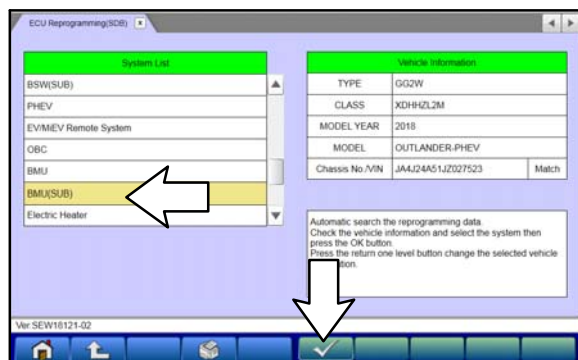 ECU Reprogramming(SDB) x
System List
BSW(SUB)
PHEV
EV/MiEV Remote System
OBC
BMU
BMU(SUB)
Electric Heater
Vehicle Information
TYPE GG2W
CLASS XDHHZL2M
MODEL YEAR 2018
MODEL OUTLANDER-PHEV
Chassis No./VIN JA4J24A51JZ027523 Match
Automatic search the reprogramming data.
Check the vehicle information and select the system then
press the OK button.
Press the return one level button change the selected vehicle
Ver.SEW18121-02